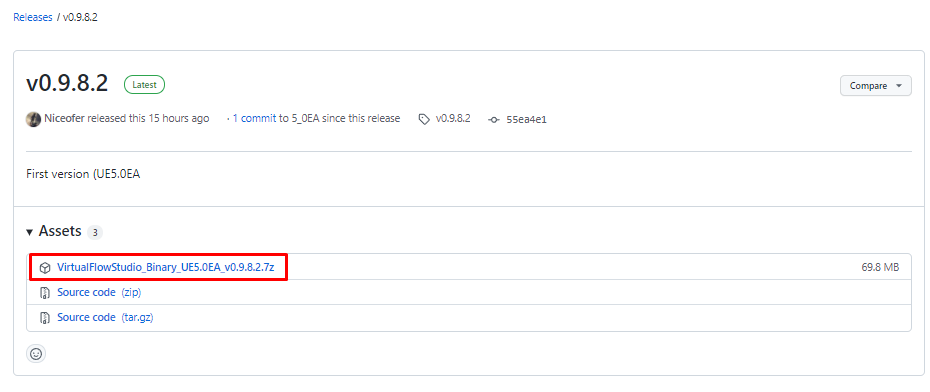 Releases / v0.9.8.2
v0.9.8.2 Latest Compare
Niceofer released this 15 hours ago · 1 commit to 5_0EA since this release v0.9.8.2 55ea4e1
First version (UE5.0EA
Assets 3
VirtualFlowStudio_Binary_UE5.0EA_v0.9.8.2.7z 69.8 MB
Source code (zip)
Source code (tar.gz)